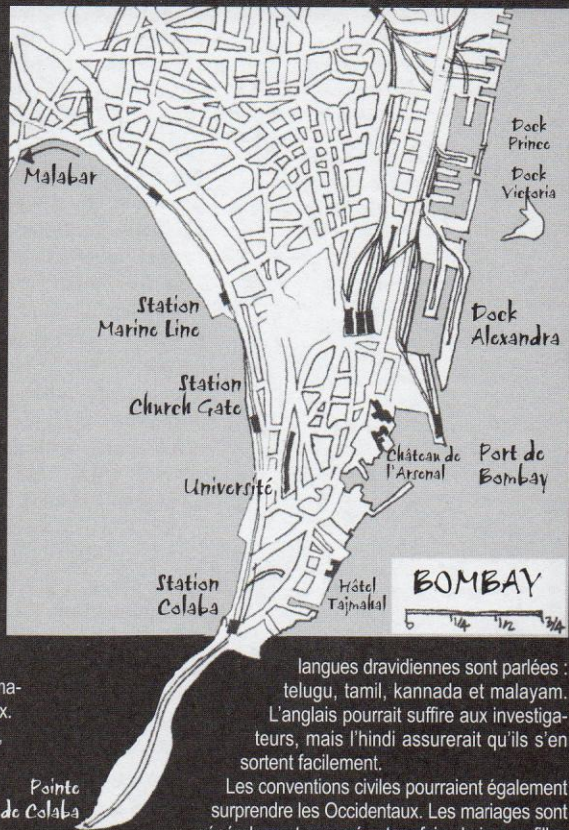 Dock
Prince
Dock
Victoria
Malabar
Station
Marine Line
Dock
Alexandra
Station
Church Gate
Château de
l'Arsenal
Port de
Bombay
Université
Station
Colaba
Hôtel
Tajmahal
BOMBAY
0 1/4 1/2 3/4
Pointe
de Colaba
langues dravidiennes sont parlées :
telugu, tamil, kannada et malayam.
L'anglais pourrait suffire aux investiga-
teurs, mais l'hindi assurerait qu'ils s'en
sortent facilement.
Les conventions civiles pourraient également
surprendre les Occidentaux. Les mariages sont